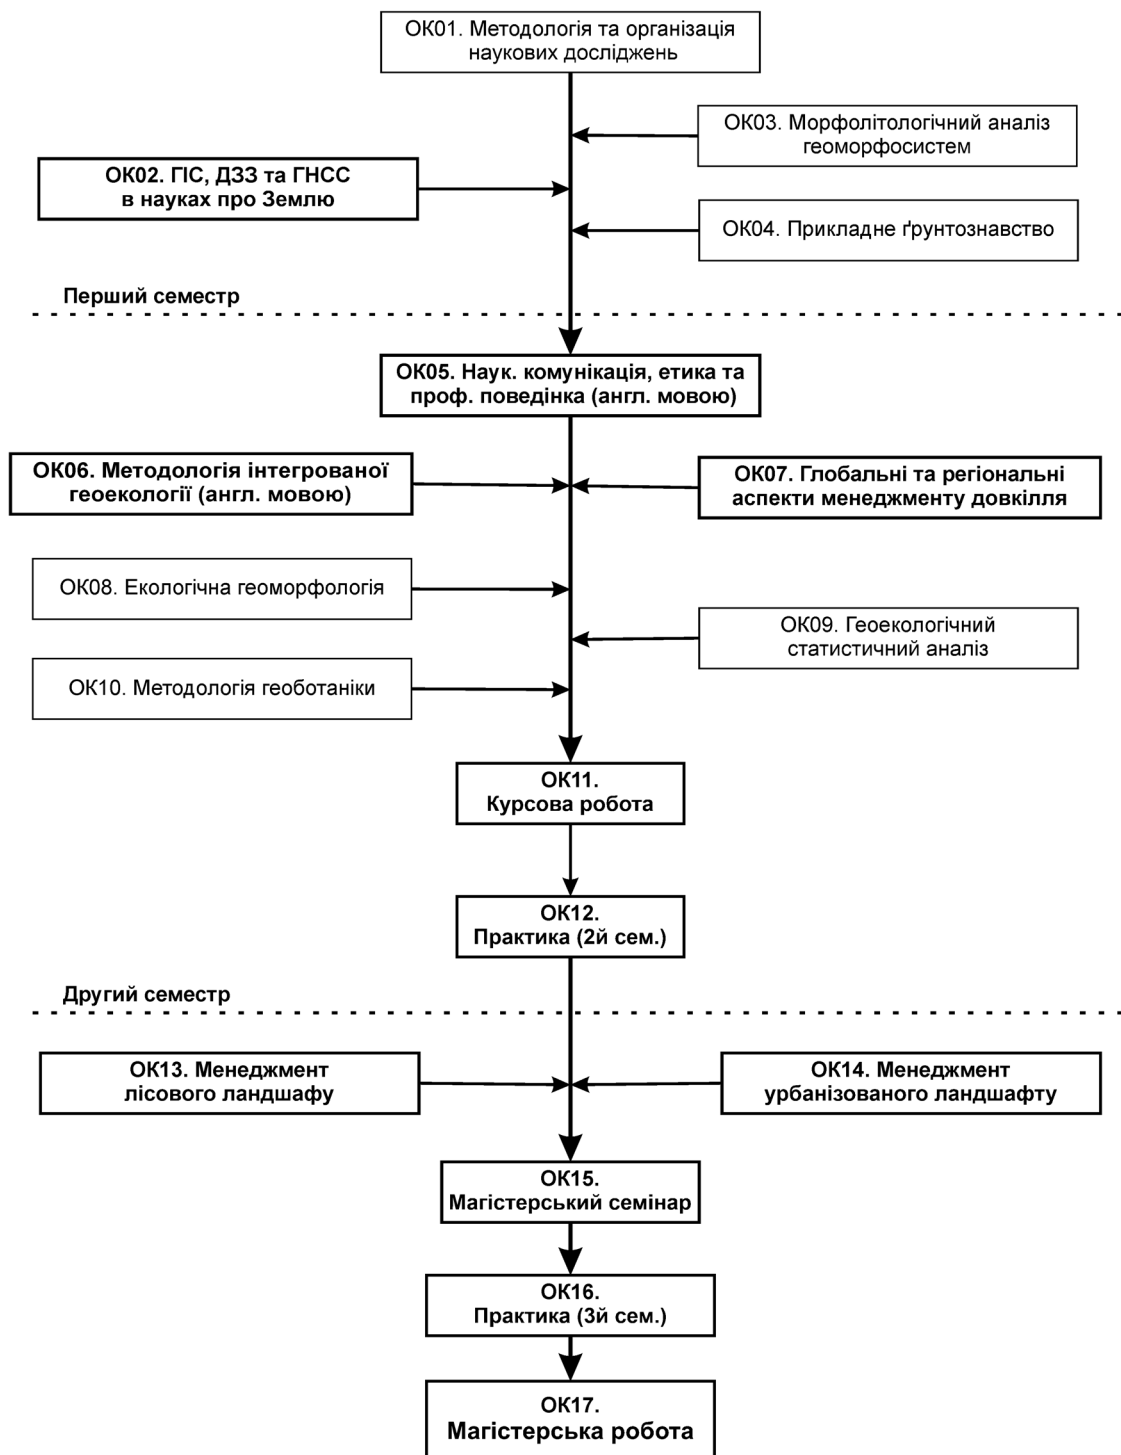 ОК01. Методологія та організація
наукових досліджень
ОК03. Морфолітологічний аналіз
геоморфосистем
ОК02. ГІС, ДЗЗ та ГНСС
в науках про Землю
ОК04. Прикладне ґрунтознавство
Перший семестр
ОК05. Наук. комунікація, етика та
проф. поведінка (англ. мовою)
ОК06. Методологія інтегрованої
геоекології (англ. мовою)
ОК07. Глобальні та регіональні
аспекти менеджменту довкілля
ОК08. Екологічна геоморфологія
ОК09. Геоекологічний
статистичний аналіз
ОК10. Методологія геоботаніки
ОК11.
Курсова робота
ОК12.
Практика (2й сем.)
Другий семестр
ОК13. Менеджмент
лісового ландшафу
ОК14. Менеджмент
урбанізованого ландшафту
ОК15.
Магістерський семінар
ОК16.
Практика (3й сем.)
ОК17.
Магістерська робота